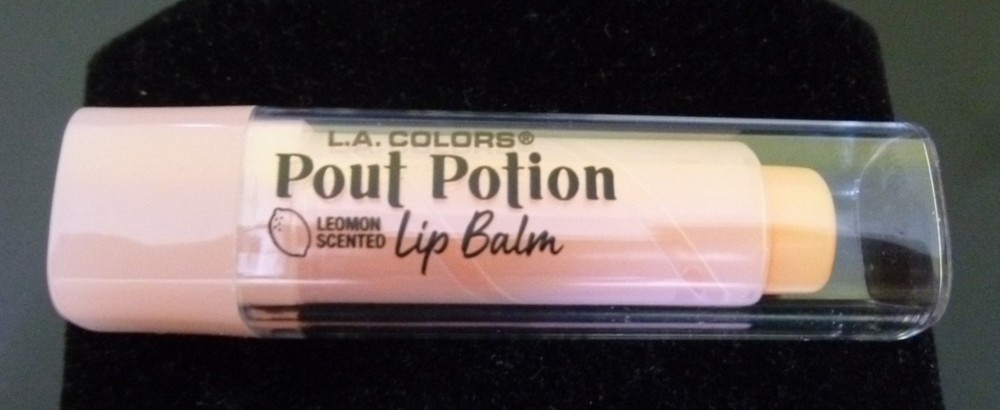 L.A. COLORS®
Pout Potion
LEOMON
SCENTED
Lip Balm